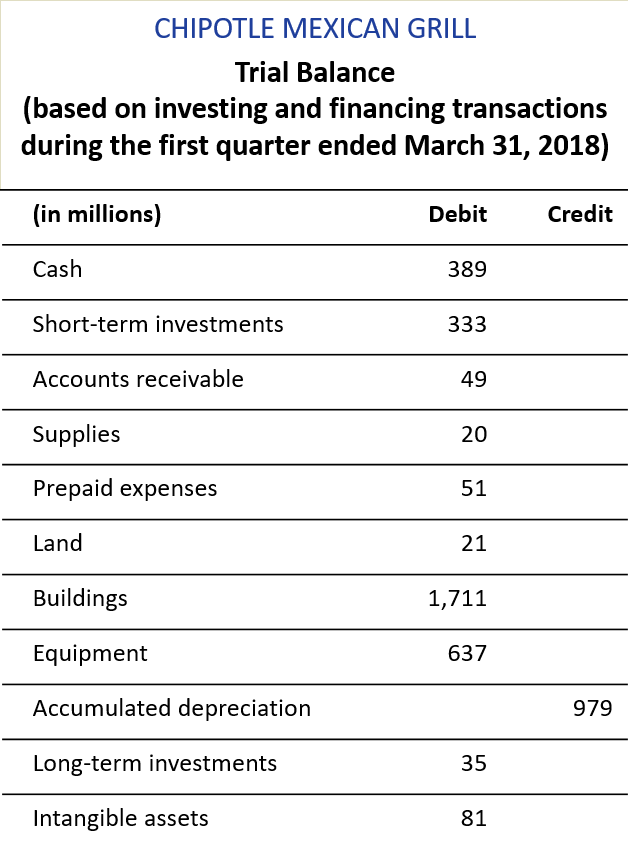 CHIPOTLE MEXICAN GRILL
Trial Balance
(based on investing and financing transactions
during the first quarter ended March 31, 2018)
(in millions) Debit Credit
Cash 389
Short-term investments 333
Accounts receivable 49
Supplies 20
Prepaid expenses 51
Land 21
Buildings 1,711
Equipment 637
Accumulated depreciation 979
Long-term investments 35
Intangible assets 81